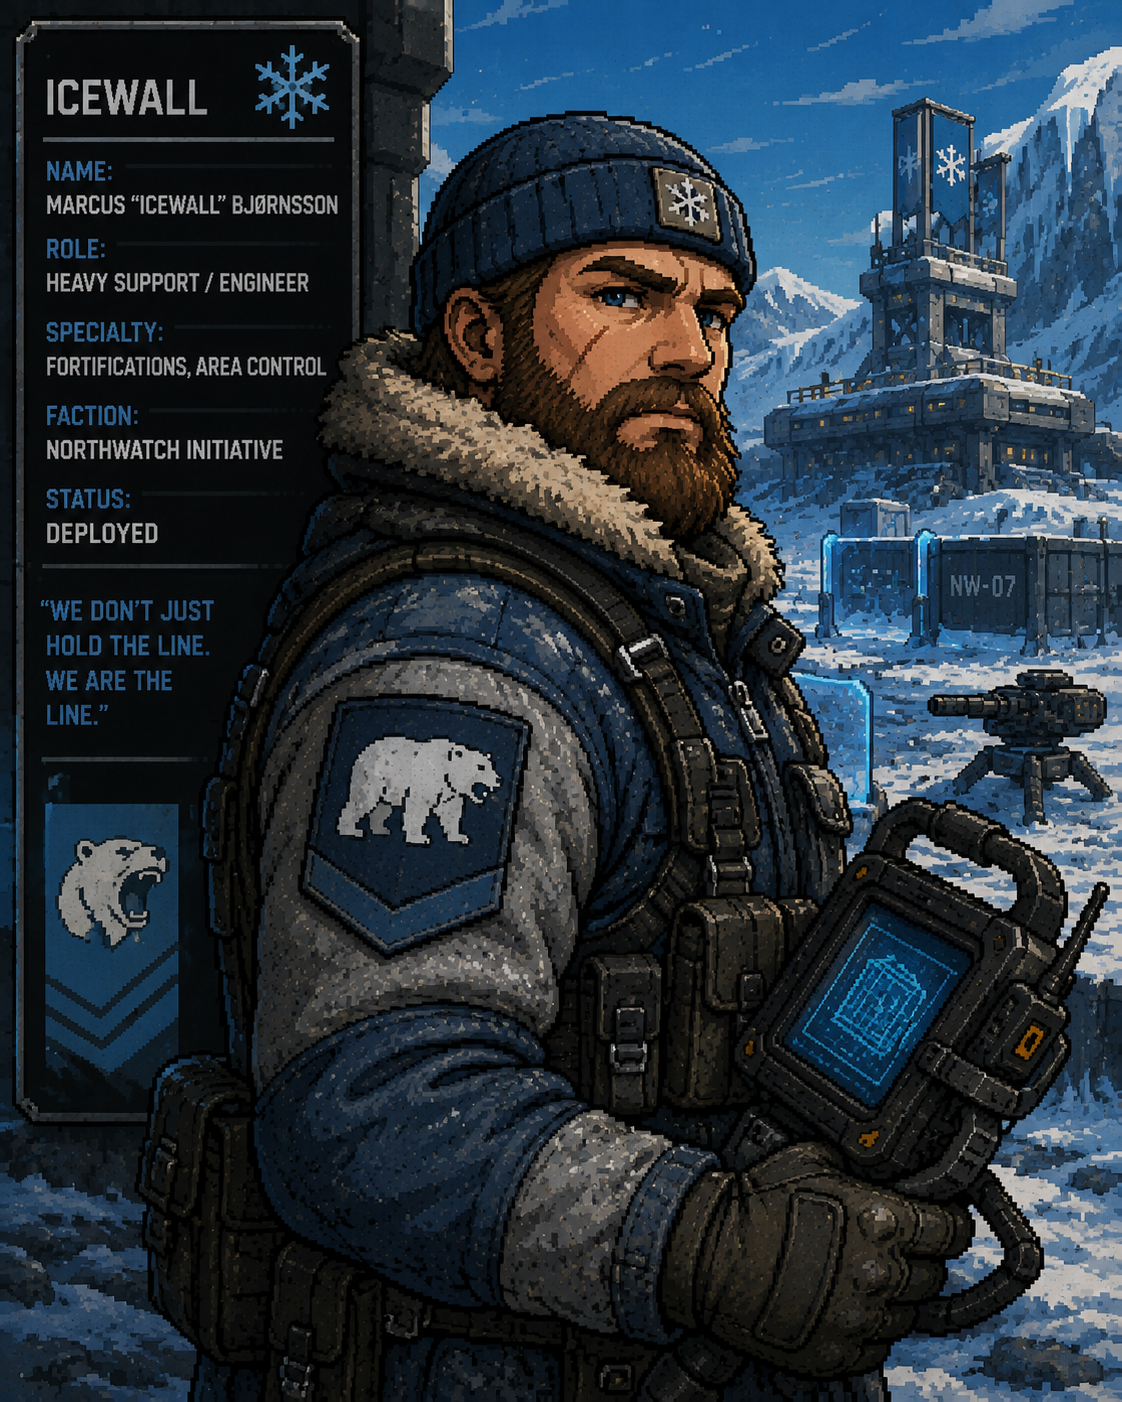 ICEWALL
NAME:
MARCUS “ICEWALL” BJØRNSSON
ROLE:
HEAVY SUPPORT / ENGINEER
SPECIALTY:
FORTIFICATIONS, AREA CONTROL
FACTION:
NORTHWATCH INITIATIVE
STATUS:
DEPLOYED
“WE DON’T JUST
HOLD THE LINE.
WE ARE THE
LINE.”
NW-07